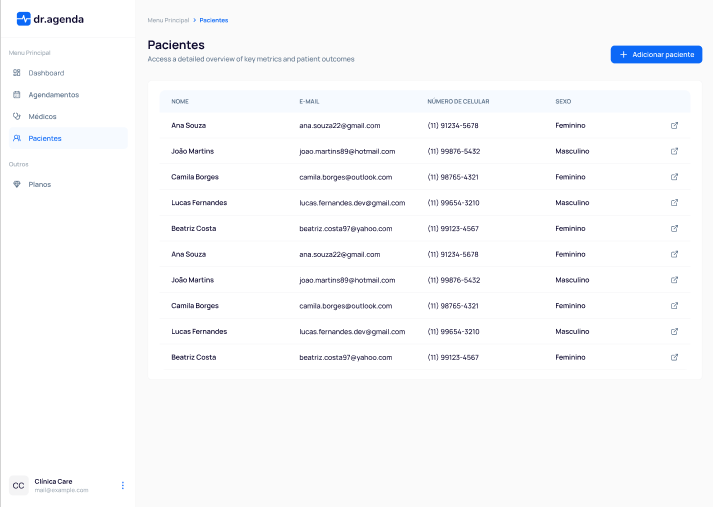 dr.agenda
Menu Principal
Dashboard
Agendamentos
Médicos
Pacientes
Outros
Planos
CC
Clínica Care
mail@example.com
Menu Principal > Pacientes
Pacientes
Access a detailed overview of key metrics and patient outcomes
+ Adicionar paciente
NOME E-MAIL NÚMERO DE CELULAR SEXO
Ana Souza ana.souza22@gmail.com (11) 91234-5678 Feminino
João Martins joao.martins89@hotmail.com (11) 99876-5432 Masculino
Camila Borges camila.borges@outlook.com (11) 98765-4321 Feminino
Lucas Fernandes lucas.fernandes.dev@gmail.com (11) 99654-3210 Masculino
Beatriz Costa beatriz.costa97@yahoo.com (11) 99123-4567 Feminino
Ana Souza ana.souza22@gmail.com (11) 91234-5678 Feminino
João Martins joao.martins89@hotmail.com (11) 99876-5432 Masculino
Camila Borges camila.borges@outlook.com (11) 98765-4321 Feminino
Lucas Fernandes lucas.fernandes.dev@gmail.com (11) 99654-3210 Masculino
Beatriz Costa beatriz.costa97@yahoo.com (11) 99123-4567 Feminino